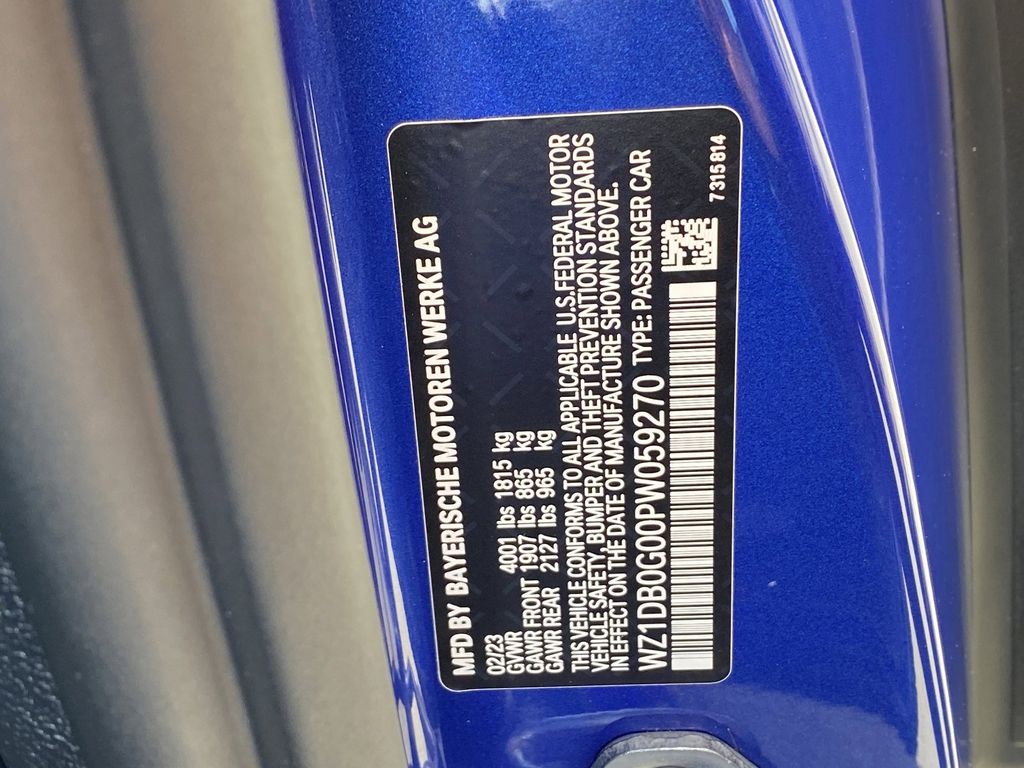 MFD BY BAYERISCHE MOTOREN WERKE AG
02/23
GVWR 4001 lbs 1815 kg
GAWR FRONT 1907 lbs 865 kg
GAWR REAR 2127 lbs 965 kg
THIS VEHICLE CONFORMS TO ALL APPLICABLE U.S.FEDERAL MOTOR
VEHICLE SAFETY, BUMPER AND THEFT PREVENTION STANDARDS
IN EFFECT ON THE DATE OF MANUFACTURE SHOWN ABOVE.
WZ1DB0G00PW059270 TYPE: PASSENGER CAR
7315814